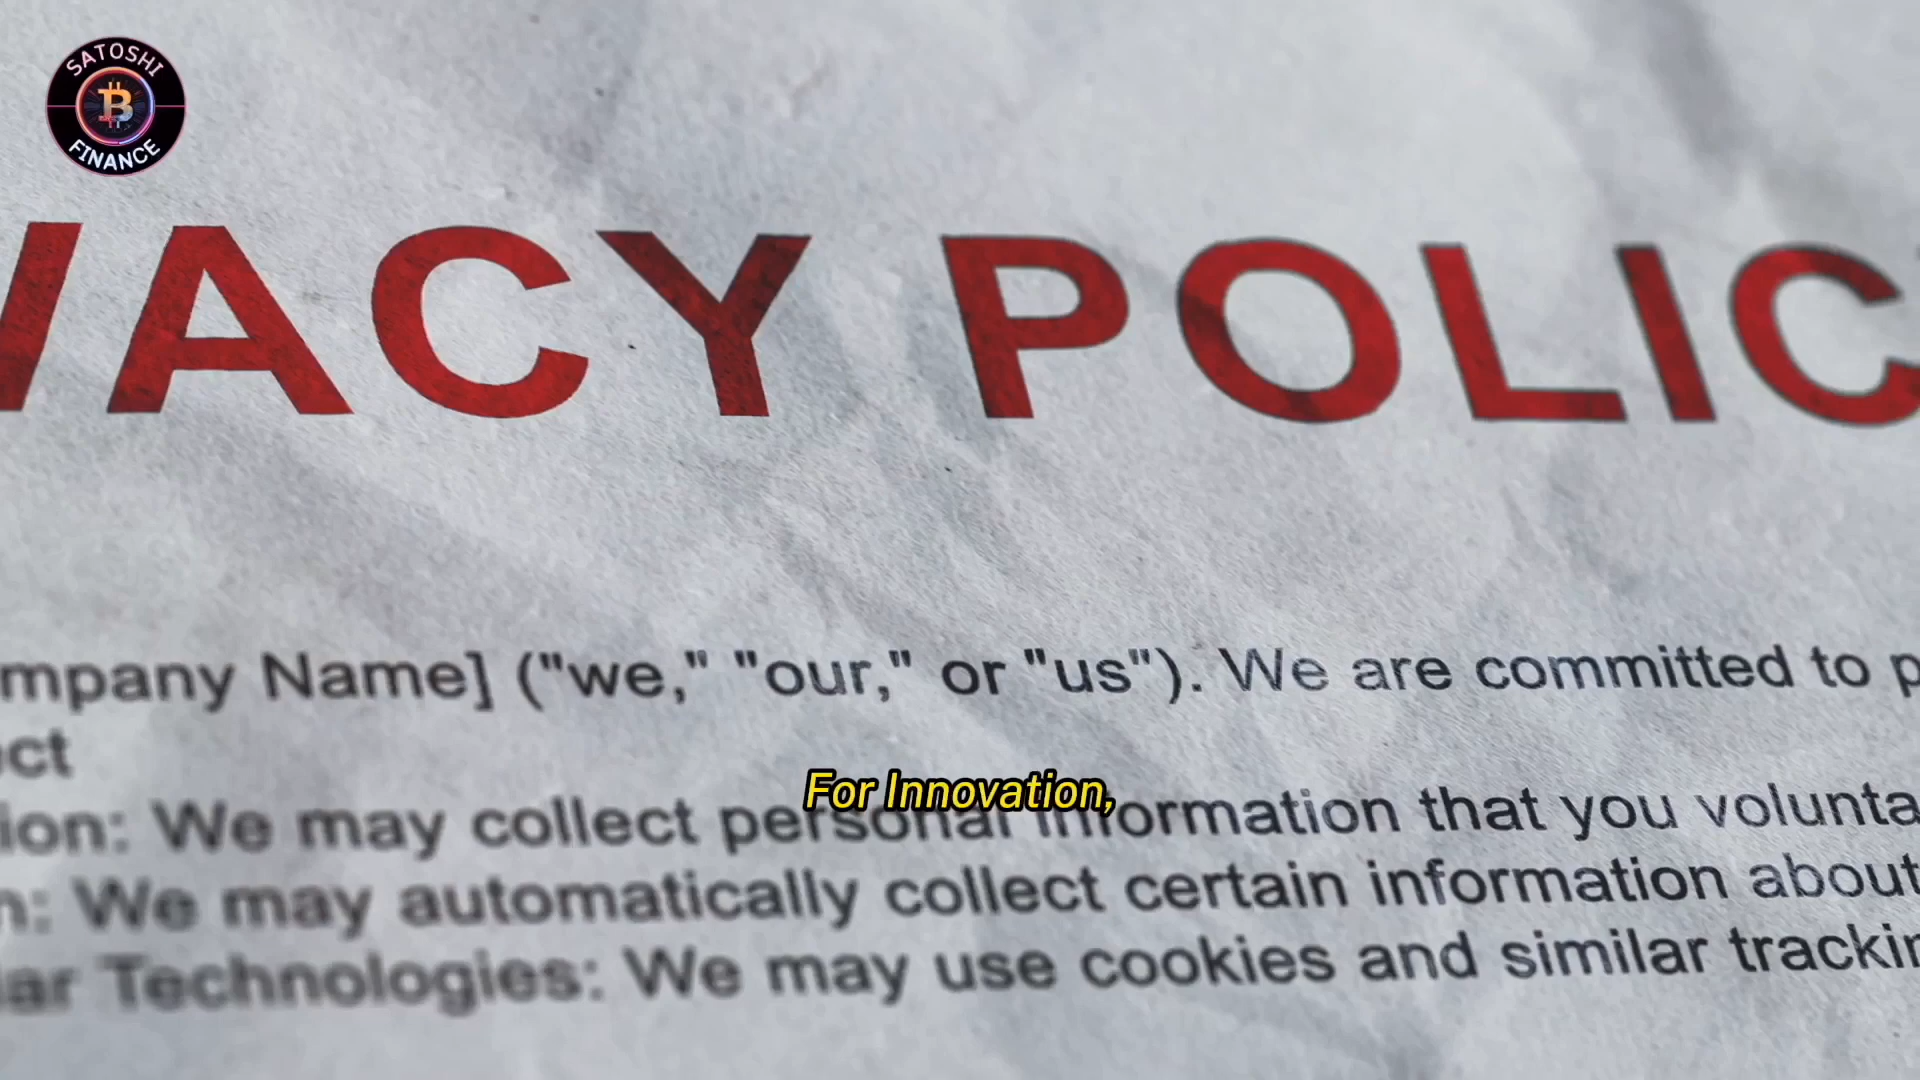 SATOSHI
FINANCE
VACY POLIC
mpany Name] ("we," "our," or "us"). We are committed to p
ct
For Innovation,
ion: We may collect personal information that you volunta
n: We may automatically collect certain information about
lar Technologies: We may use cookies and similar trackin